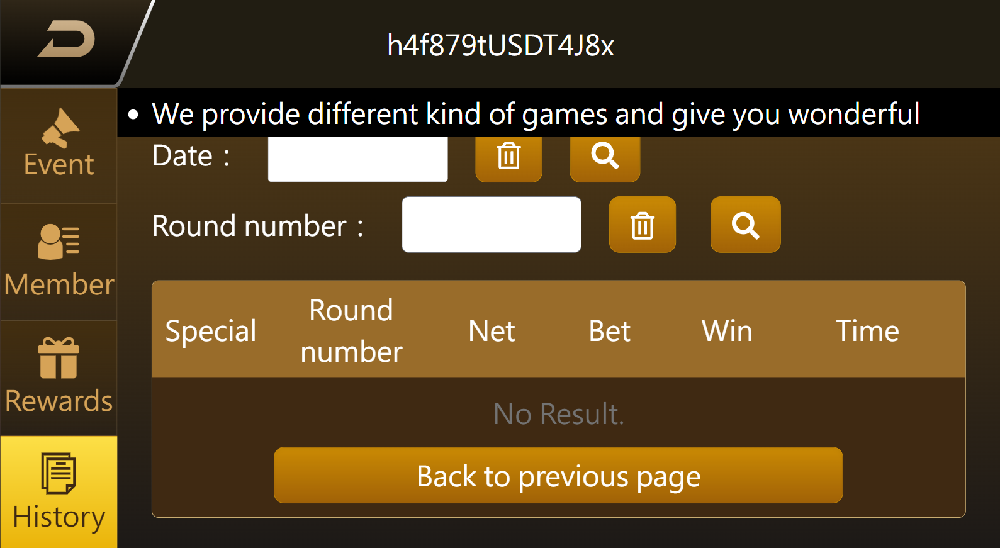 h4f879tUSDT4J8x
• We provide different kind of games and give you wonderful
Event
Member
Rewards
History
Date :
Round number :
Special Round number Net Bet Win Time
No Result.
Back to previous page